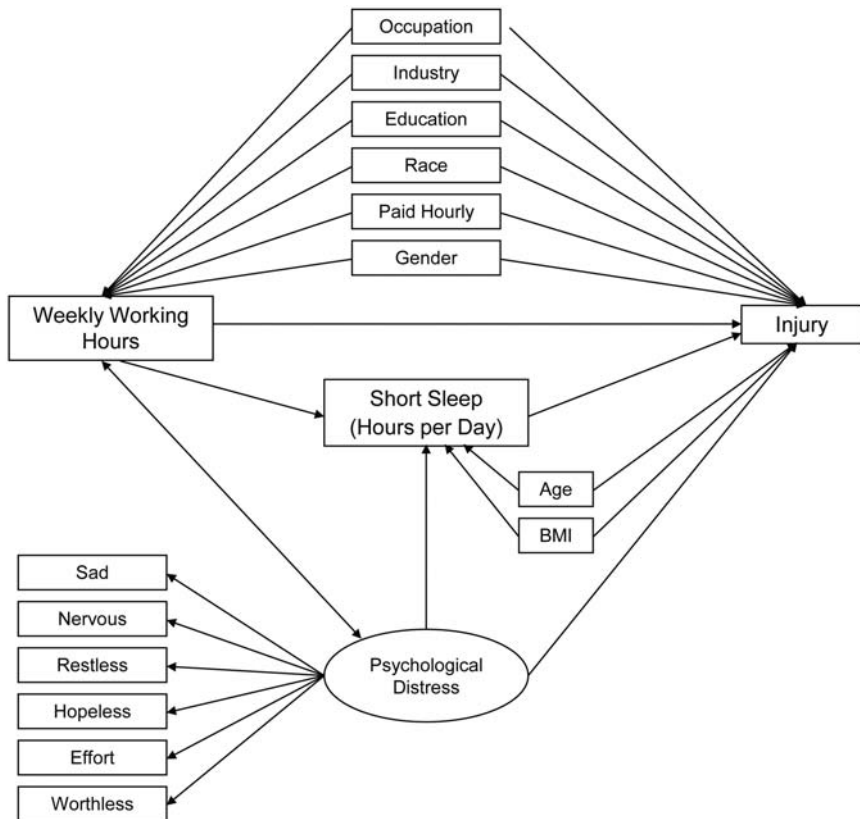 Occupation
Industry
Education
Race
Paid Hourly
Gender
Weekly Working
Hours
Injury
Short Sleep
(Hours per Day)
Age
BMI
Sad
Nervous
Restless
Hopeless
Effort
Worthless
Psychological
Distress